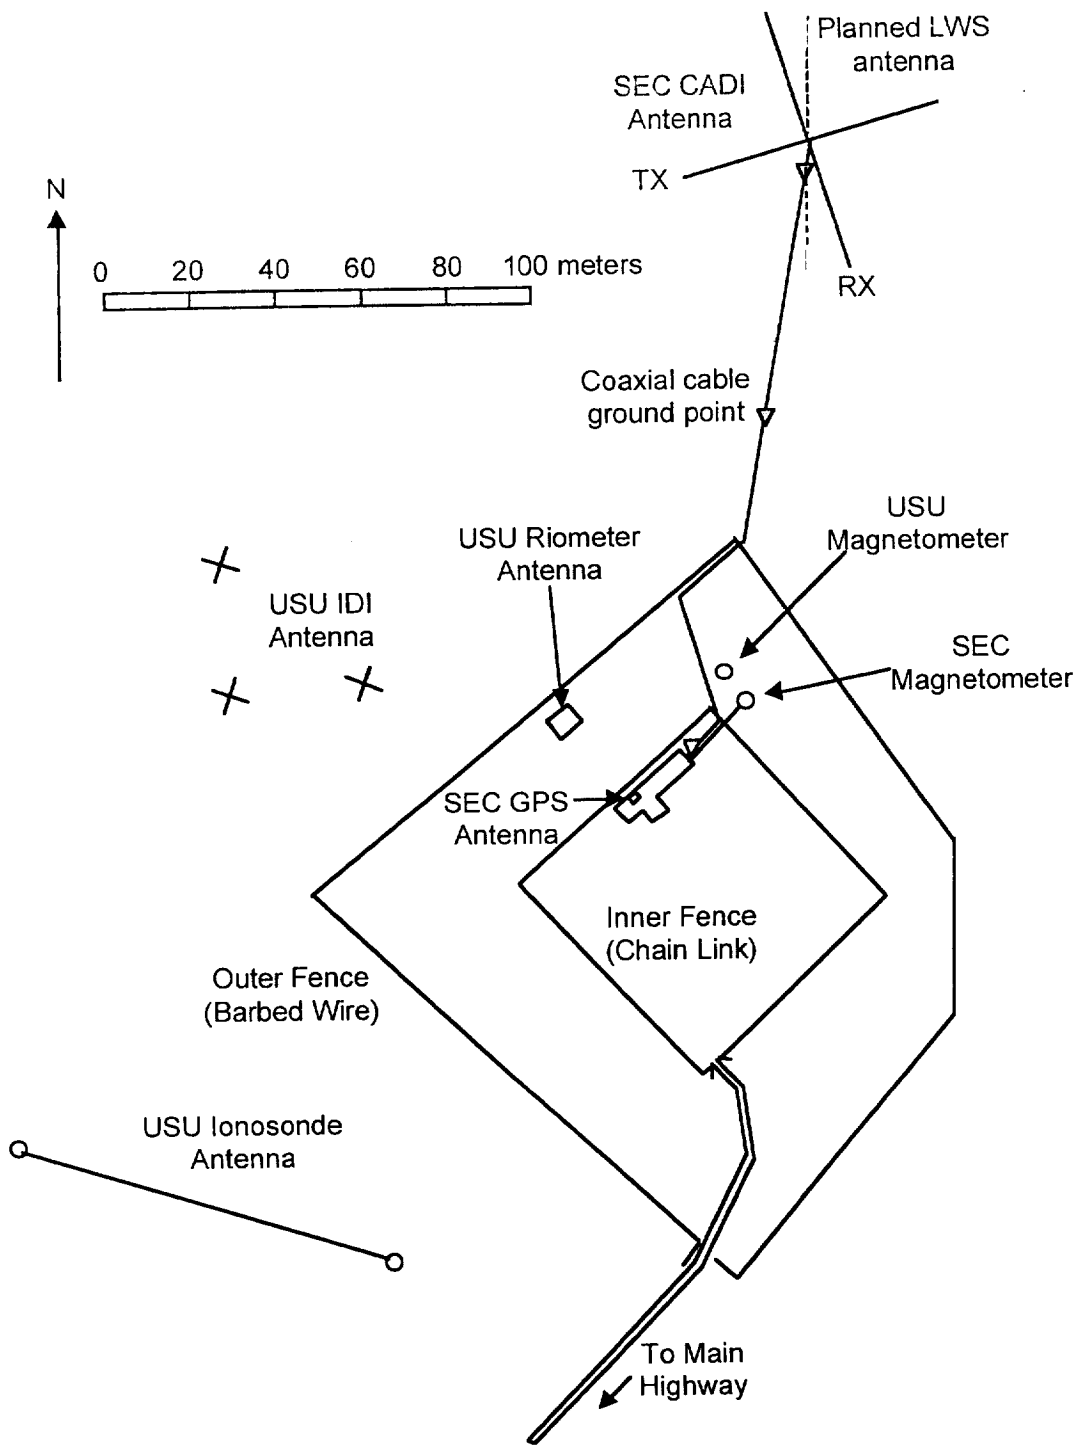 Planned LWS
antenna
SEC CADI
Antenna
TX
N
0 20 40 60 80 100 meters
RX
Coaxial cable
ground point
USU
Magnetometer
USU Riometer
Antenna
USU IDI
Antenna
SEC
Magnetometer
SEC GPS
Antenna
Inner Fence
(Chain Link)
Outer Fence
(Barbed Wire)
USU Ionosonde
Antenna
To Main
Highway